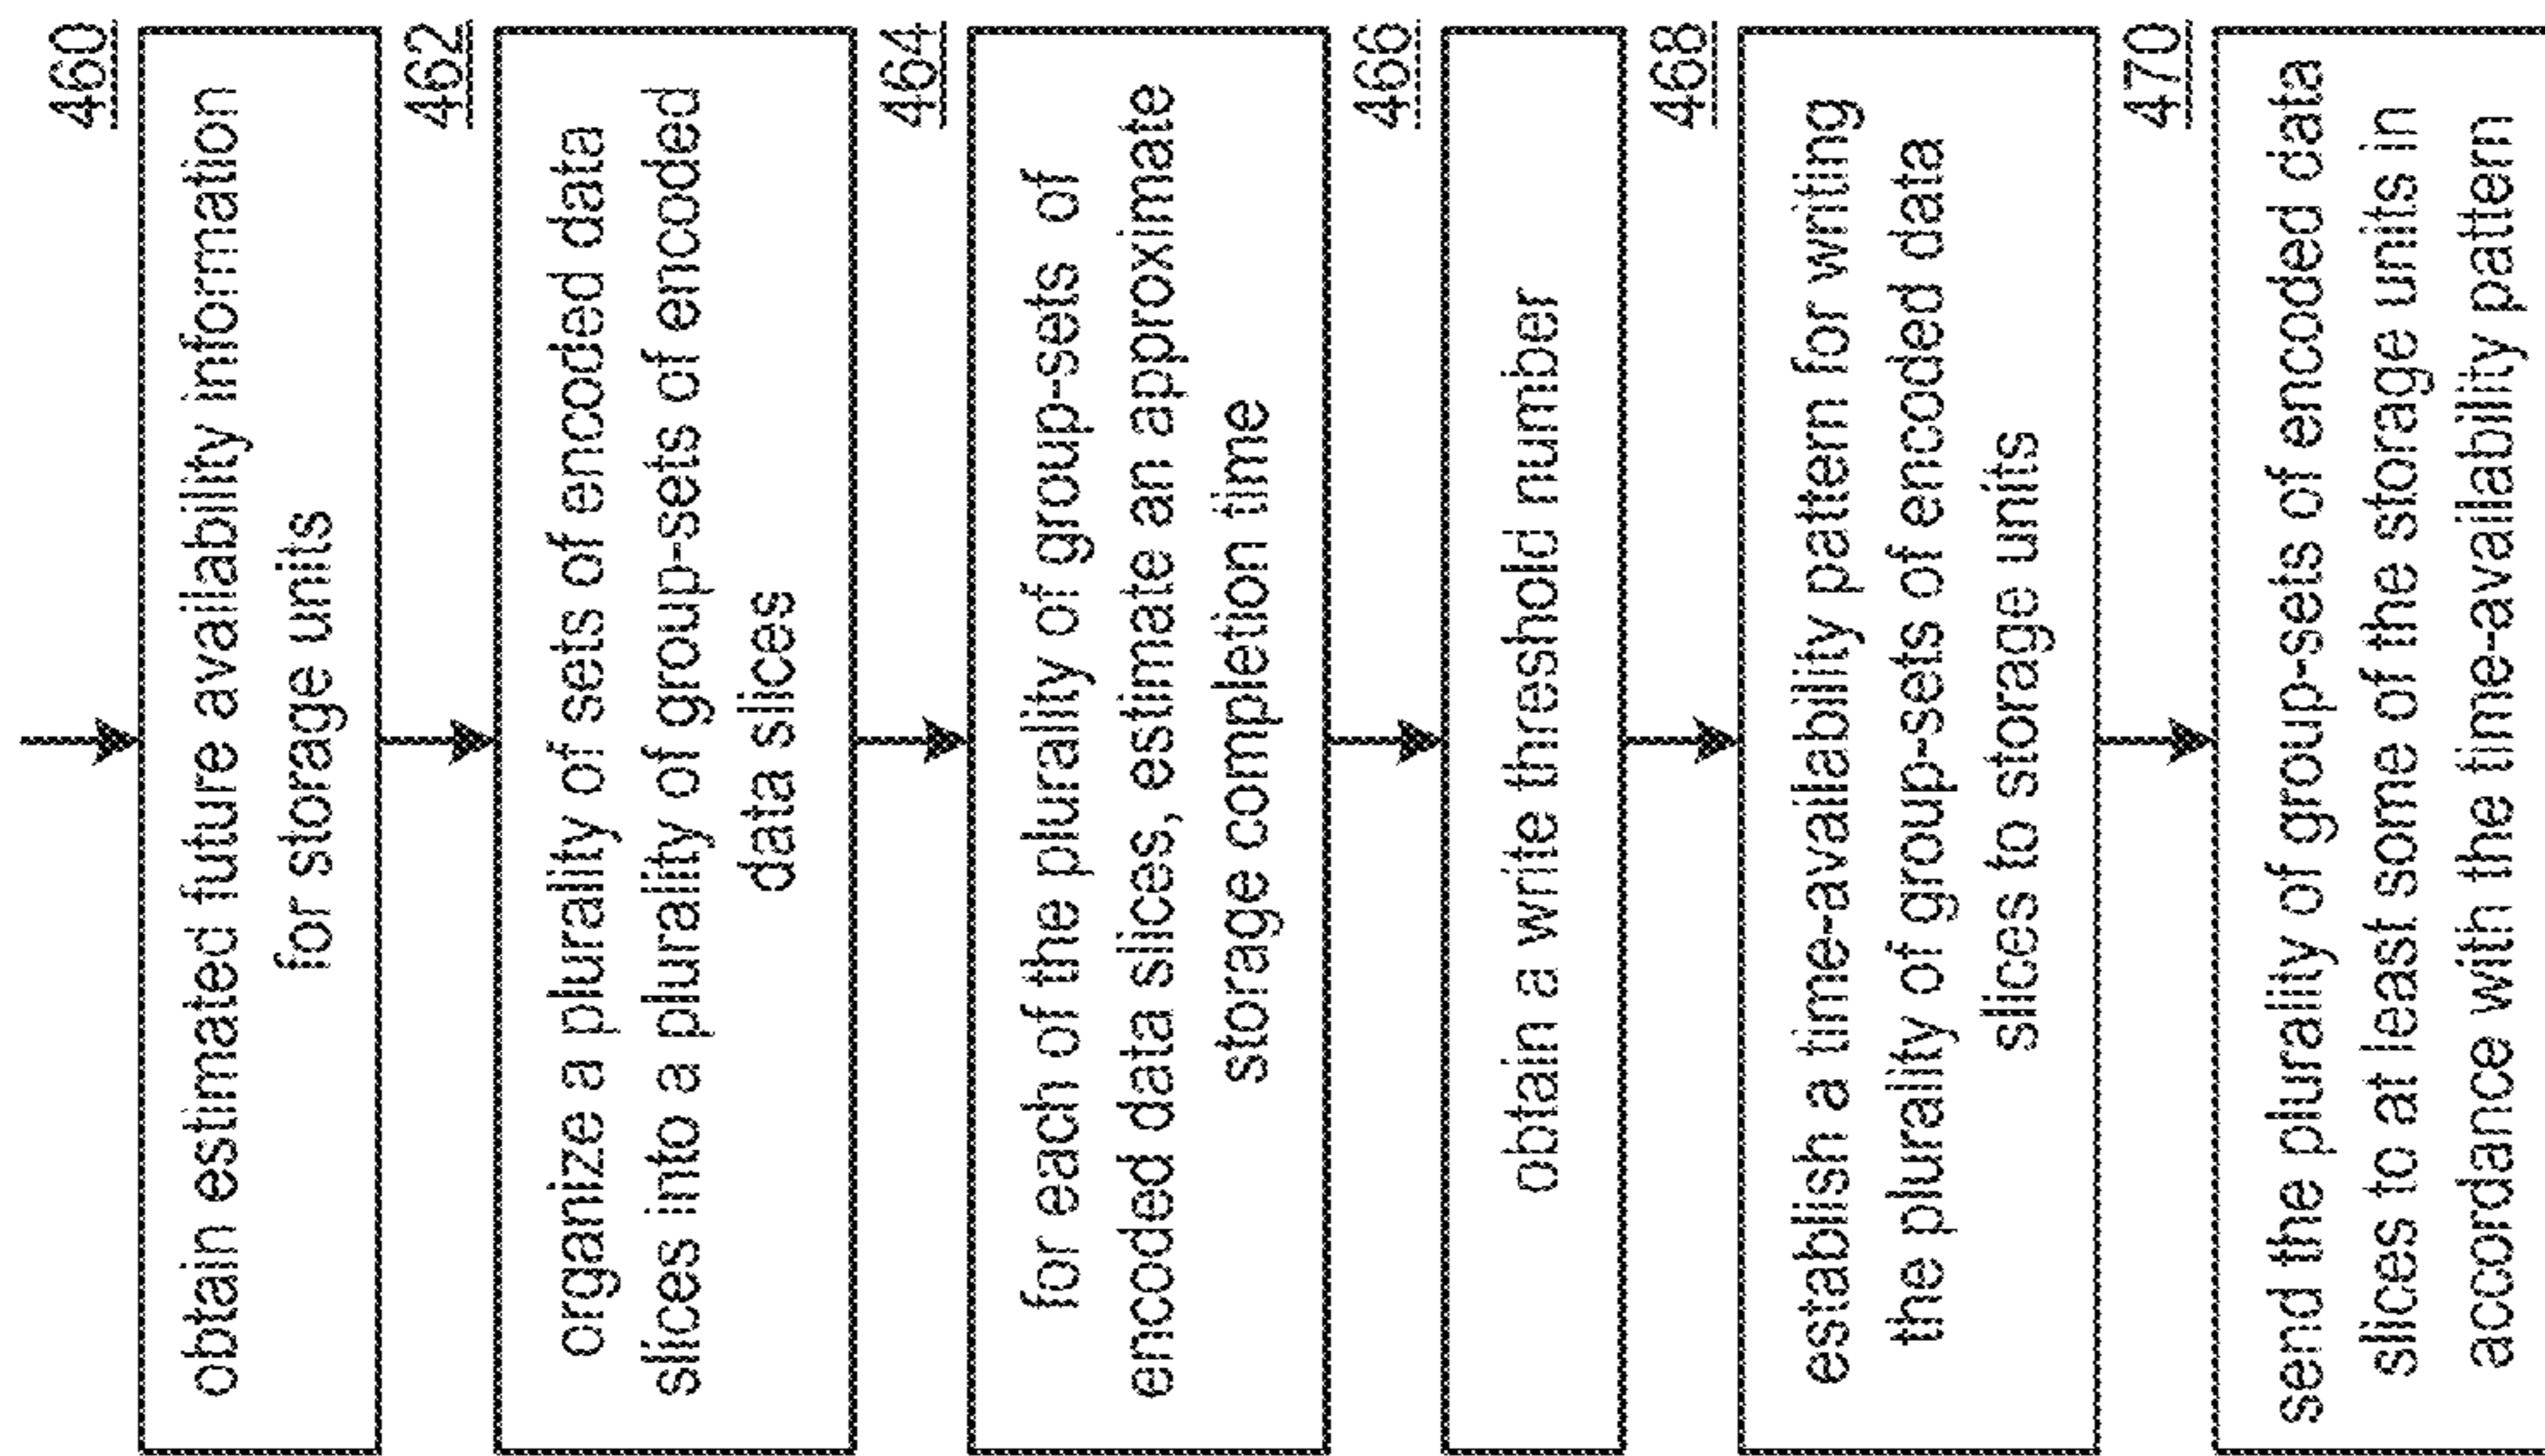 460
obtain estimated future availability information
for storage units
462
organize a plurality of sets of encoded data
slices into a plurality of group-sets of encoded
data slices
464
for each of the plurality of group-sets of
encoded data slices, estimate an approximate
storage completion time
466
obtain a write threshold number
468
establish a time-availability pattern for writing
the plurality of group-sets of encoded data
slices to storage units
470
send the plurality of group-sets of encoded data
slices to at least some of the storage units in
accordance with the time-availability pattern